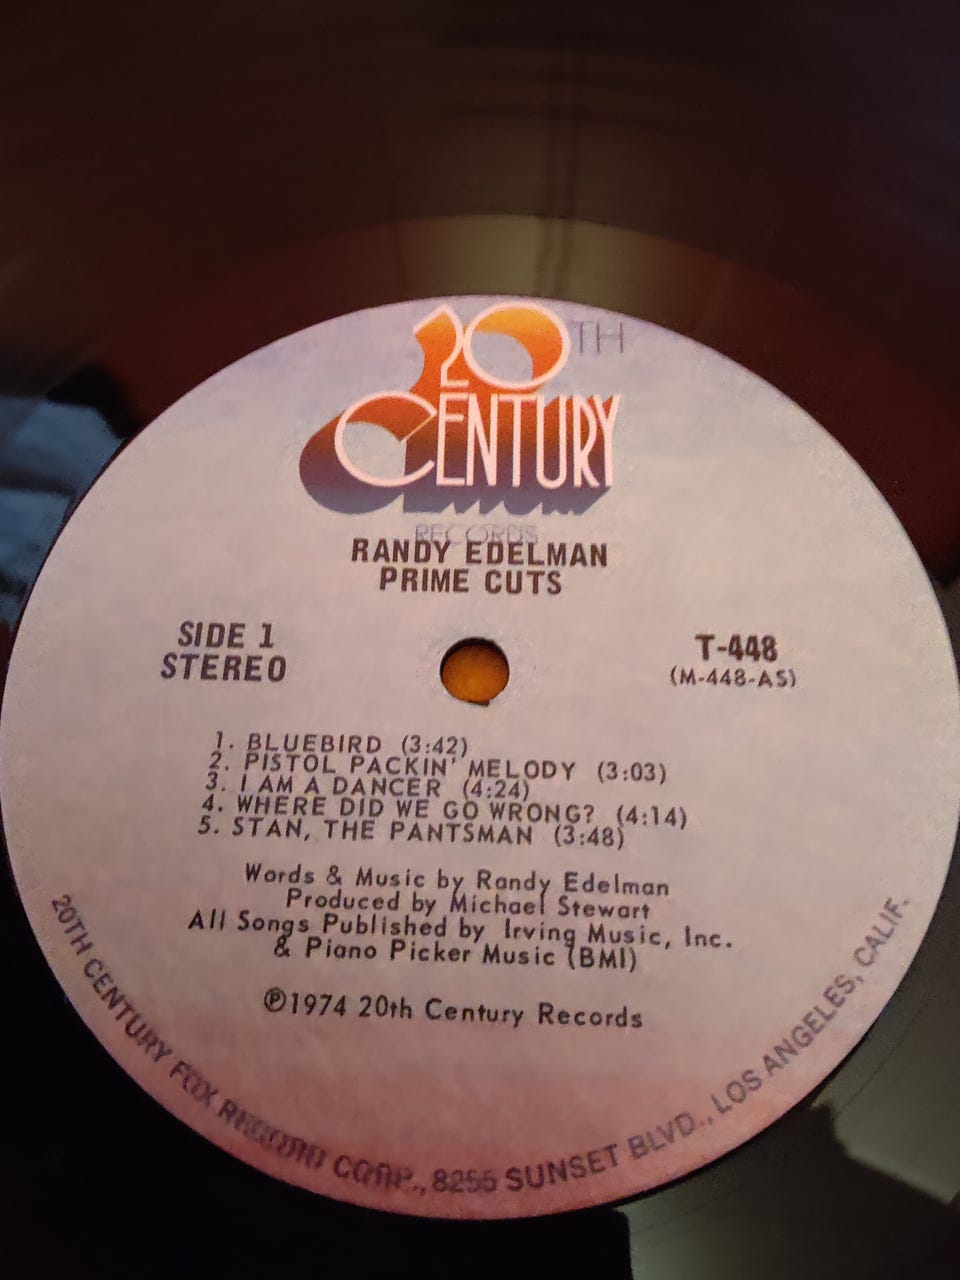 20TH
CENTURY
RECORDS
RANDY EDELMAN
PRIME CUTS
SIDE 1
STEREO
T-448
(M-448-AS)
1. BLUEBIRD (3:42)
2. PISTOL PACKIN' MELODY (3:03)
3. I AM A DANCER (4:24)
4. WHERE DID WE GO WRONG? (4:14)
5. STAN, THE PANTSMAN (3:48)
Words & Music by Randy Edelman
Produced by Michael Stewart
All Songs Published by Irving Music, Inc.
& Piano Picker Music (BMI)
℗1974 20th Century Records
20TH CENTURY FOX RECORD CORP., 8255 SUNSET BLVD., LOS ANGELES, CALIF.